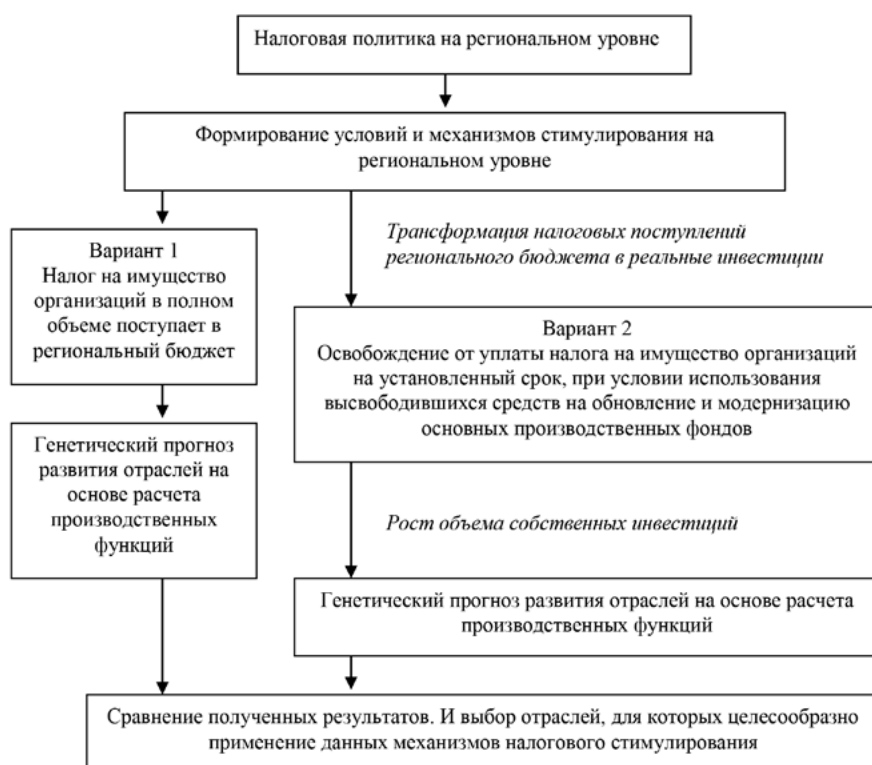 Налоговая политика на региональном уровне
Формирование условий и механизмов стимулирования на
региональном уровне
Трансформация налоговых поступлений
регионального бюджета в реальные инвестиции
Вариант 1
Налог на имущество
организаций в полном
объеме поступает в
региональный бюджет
Вариант 2
Освобождение от уплаты налога на имущество организаций
на установленный срок, при условии использования
высвободившихся средств на обновление и модернизацию
основных производственных фондов
Генетический прогноз
развития отраслей на
основе расчета
производственных
функций
Рост объема собственных инвестиций
Генетический прогноз развития отраслей на основе расчета
производственных функций
Сравнение полученных результатов. И выбор отраслей, для которых целесообразно
применение данных механизмов налогового стимулирования